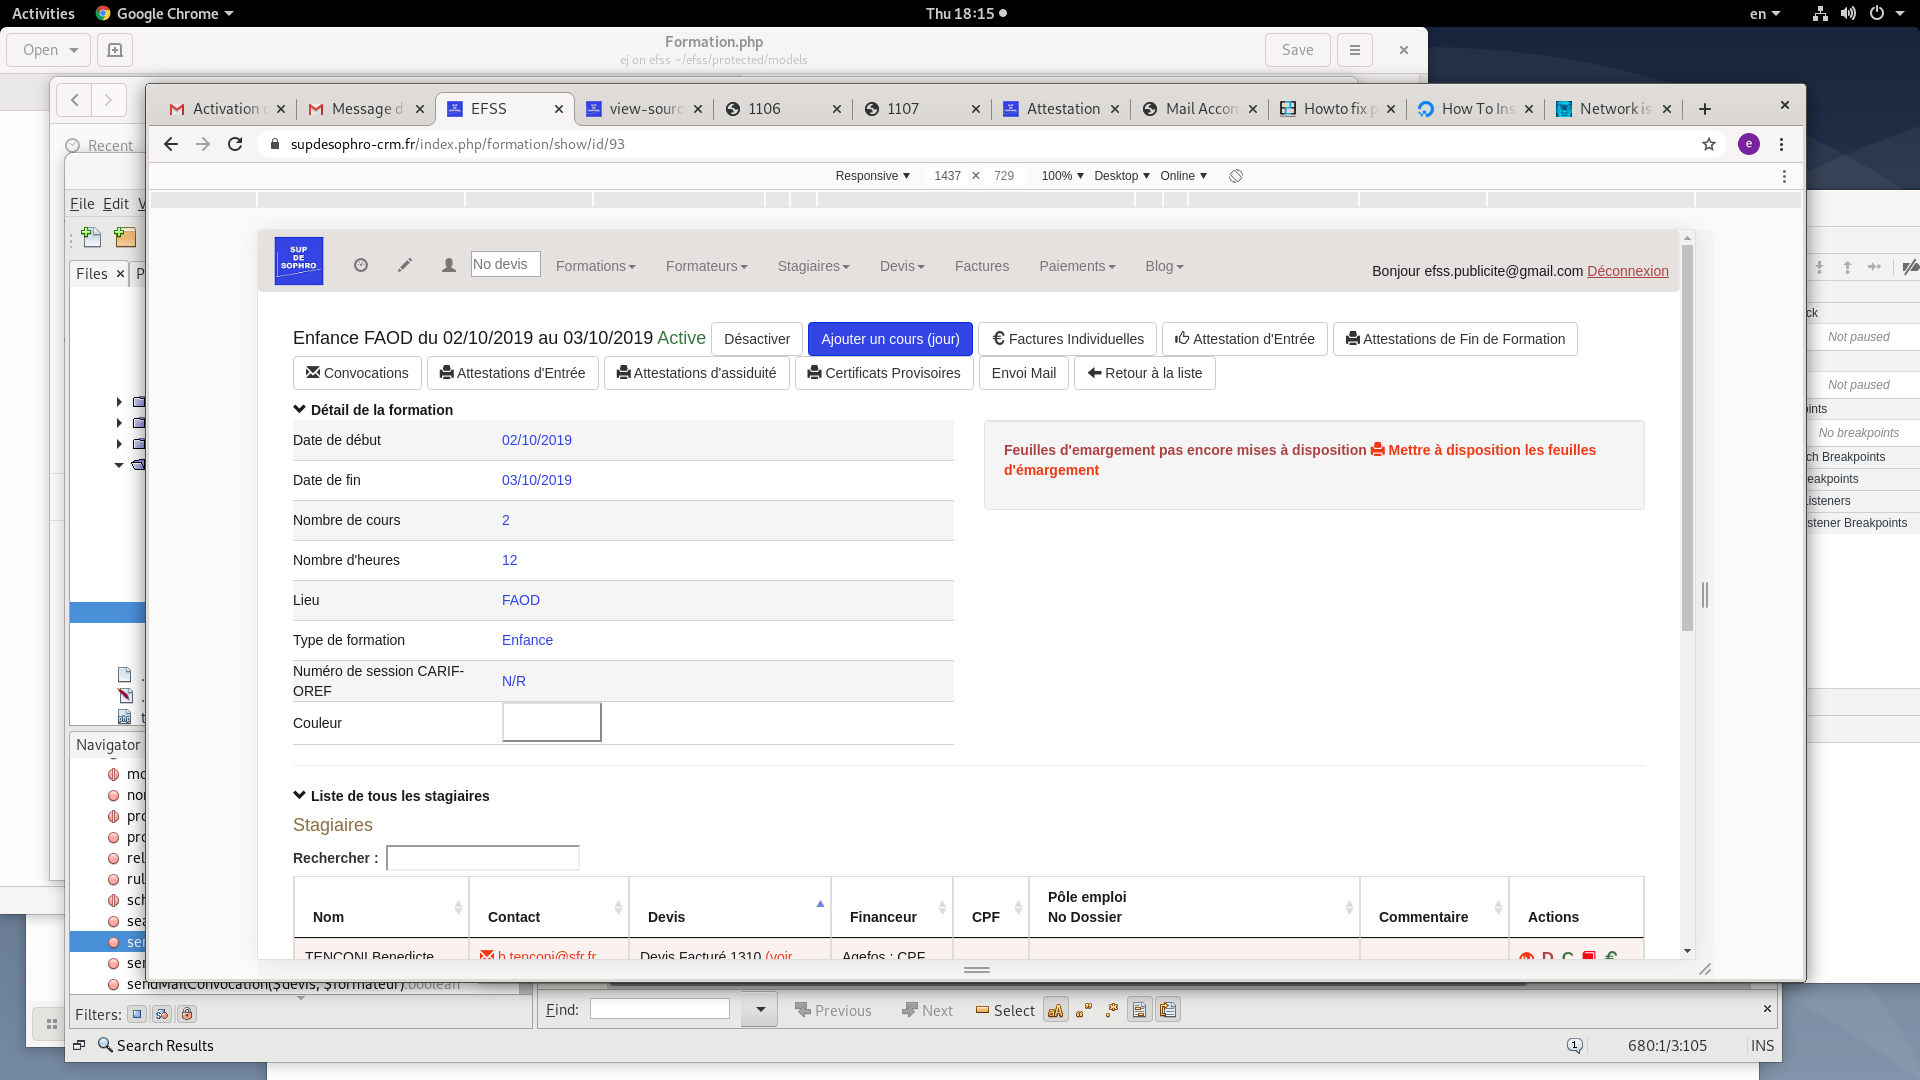 Activities Google Chrome Thu 18:15 en
Open Formation.php Save
ej on efss ~/efss/protected/models
Recent
File Edit V
Files P
Activation Message d EFSS view-sourc 1106 1107 Attestation Mail Accom Howto fix p How To Ins Network is
supdesophro-crm.fr/index.php/formation/show/id/93 e
Responsive 1437 × 729 100% Desktop Online
SUP DE SOPHRO No devis Formations Formateurs Stagiaires Devis Factures Paiements Blog Bonjour efss.publicite@gmail.com Déconnexion
Enfance FAOD du 02/10/2019 au 03/10/2019 Active Désactiver Ajouter un cours (jour) € Factures Individuelles Attestation d'Entrée Attestations de Fin de Formation
Convocations Attestations d'Entrée Attestations d'assiduité Certificats Provisoires Envoi Mail Retour à la liste
Détail de la formation
Date de début 02/10/2019
Date de fin 03/10/2019
Nombre de cours 2
Nombre d'heures 12
Lieu FAOD
Type de formation Enfance
Numéro de session CARIF-
OREF N/R
Couleur
Feuilles d'emargement pas encore mises à disposition Mettre à disposition les feuilles
d'émargement
Liste de tous les stagiaires
Stagiaires
Rechercher :
Nom Contact Devis Financeur CPF Pôle emploi
No Dossier Commentaire Actions
TENCONI Benedicte b.tenconi@sfr.fr Devis Facturé 1310 (voir Agefos : CPF D C €
ck
Not paused
Not paused
oints
No breakpoints
ch Breakpoints
eakpoints
Listeners
stener Breakpoints
Navigator
mo
nor
pro
pro
rel
rul
sch
sea
ser
ser
sendMailConvocation($devis, $formateur):boolean
Filters:
Find: Previous Next Select
Search Results 1 680:1/3:105 INS